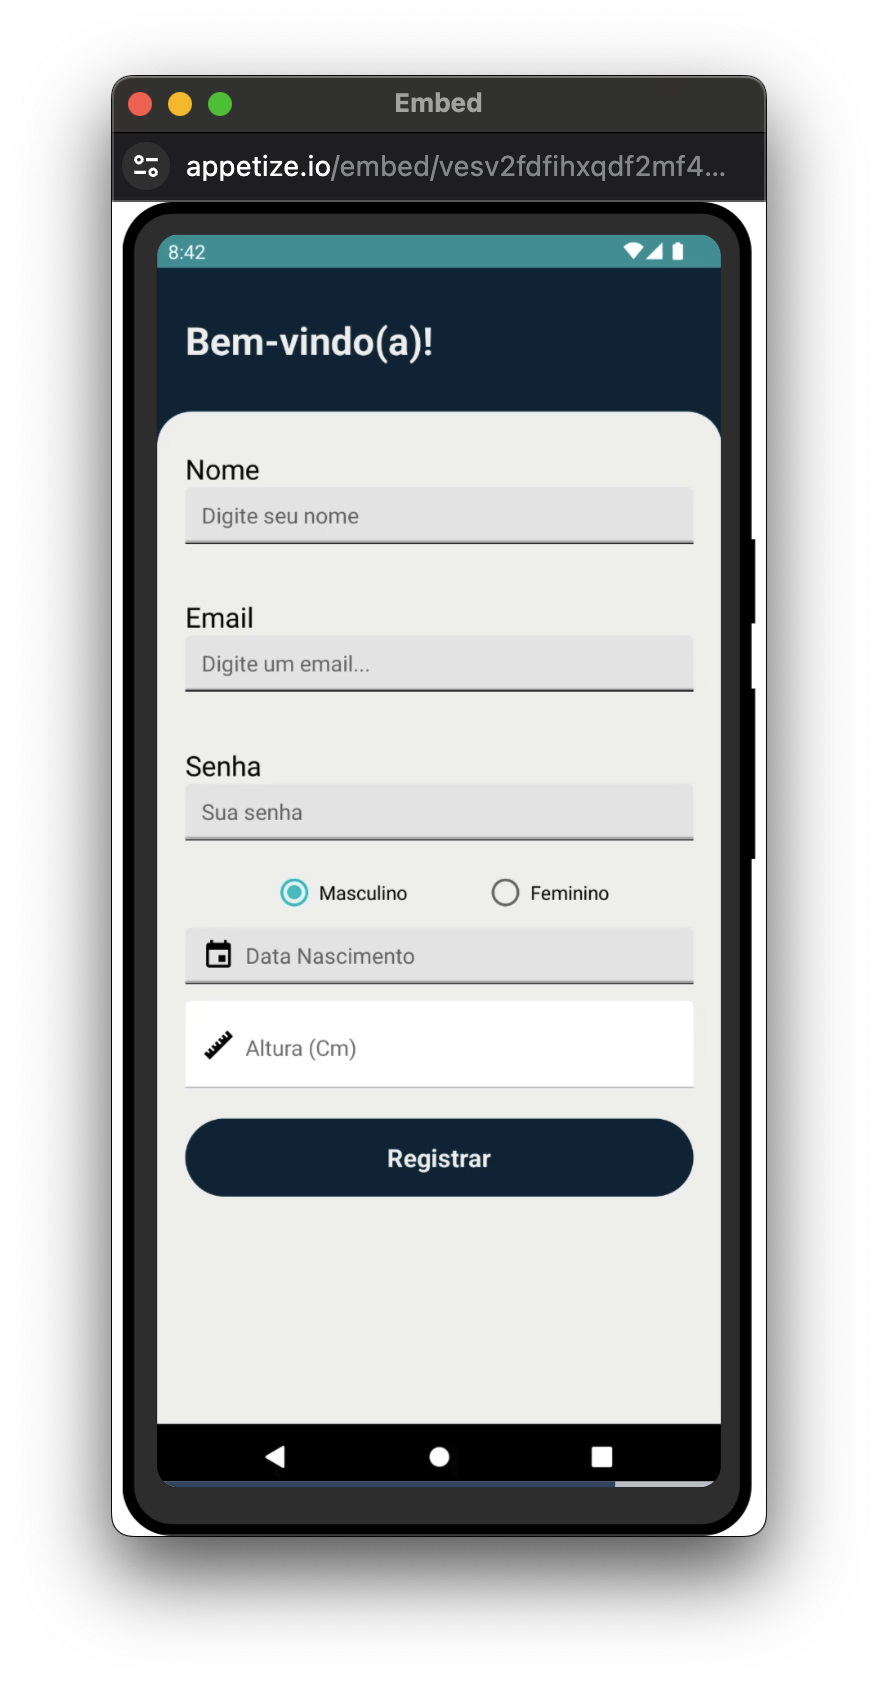 Embed
appetize.io/embed/vesv2fdfihxqdf2mf4...
8:42
Bem-vindo(a)!
Nome
Digite seu nome
Email
Digite um email...
Senha
Sua senha
Masculino Feminino
Data Nascimento
Altura (Cm)
Registrar